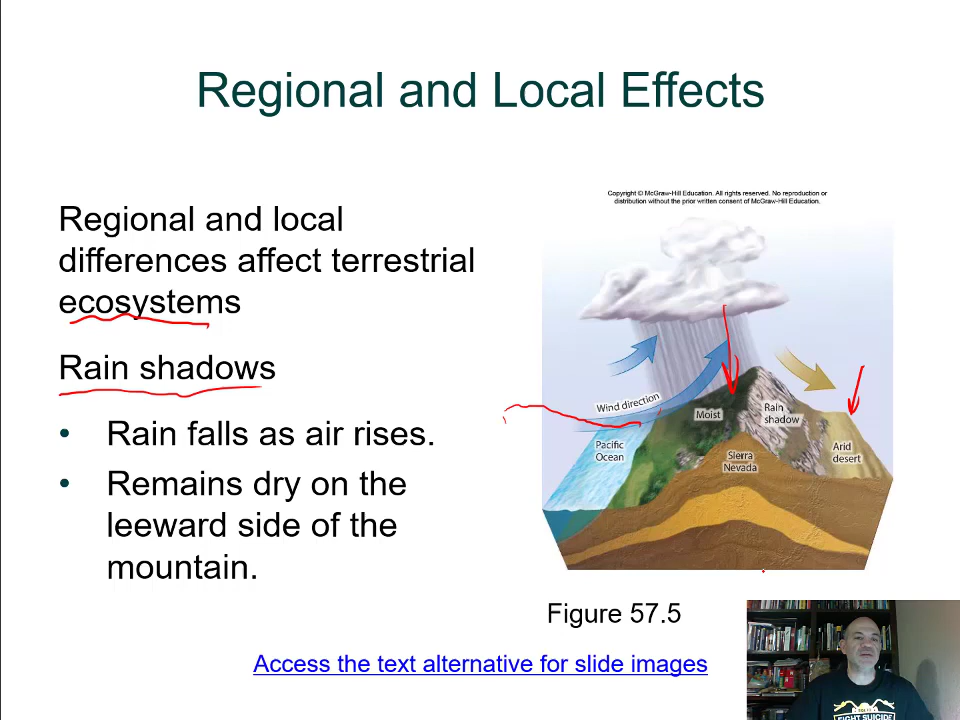 Regional and Local Effects
Regional and local
differences affect terrestrial
ecosystems
Rain shadows
• Rain falls as air rises.
• Remains dry on the
leeward side of the
mountain.
Copyright © McGraw-Hill Education. All rights reserved. No reproduction or
distribution without the prior written consent of McGraw-Hill Education.
Wind direction
Moist
Rain
shadow
Pacific
Ocean
Sierra
Nevada
Arid
desert
Figure 57.5
Access the text alternative for slide images
FIGHT SUICIDE